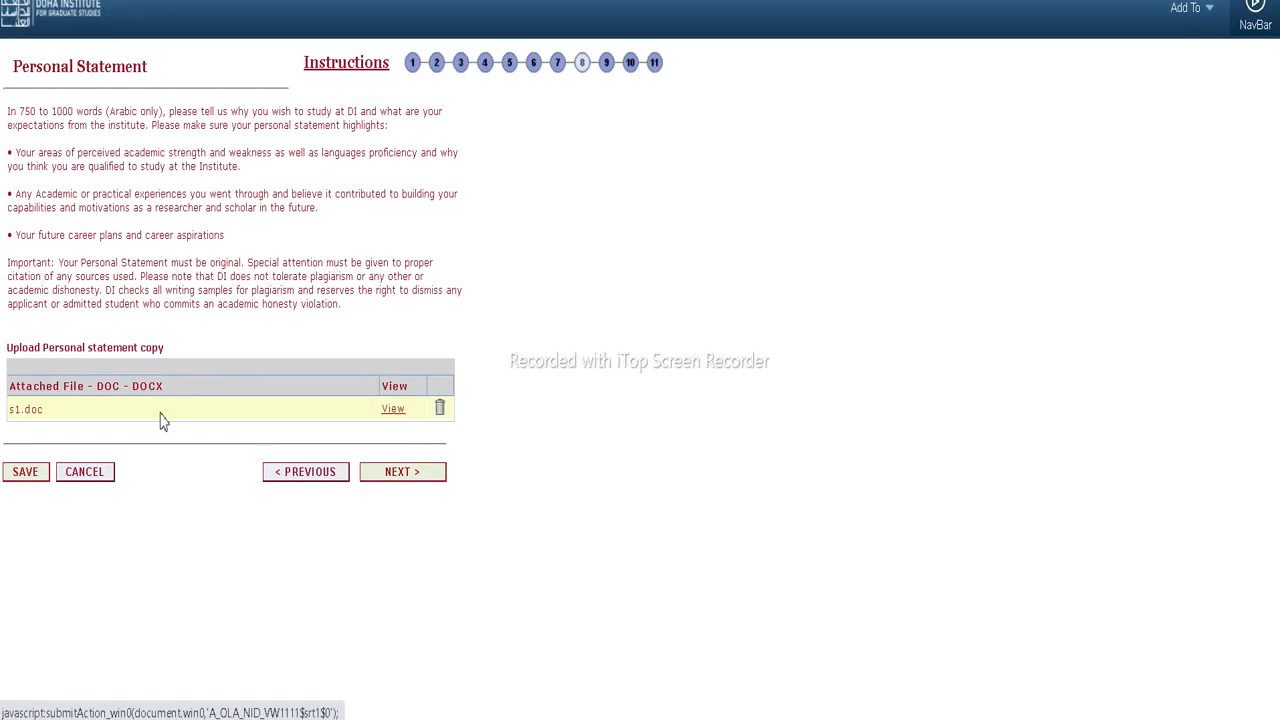 DOHA INSTITUTE
FOR GRADUATE STUDIES
Add To
NavBar
Personal Statement
Instructions
1 2 3 4 5 6 7 8 9 10 11
In 750 to 1000 words (Arabic only), please tell us why you wish to study at DI and what are your
expectations from the institute. Please make sure your personal statement highlights:
• Your areas of perceived academic strength and weakness as well as languages proficiency and why
you think you are qualified to study at the Institute.
• Any Academic or practical experiences you went through and believe it contributed to building your
capabilities and motivations as a researcher and scholar in the future.
• Your future career plans and career aspirations
Important: Your Personal Statement must be original. Special attention must be given to proper
citation of any sources used. Please note that DI does not tolerate plagiarism or any other or
academic dishonesty. DI checks all writing samples for plagiarism and reserves the right to dismiss any
applicant or admitted student who commits an academic honesty violation.
Upload Personal statement copy
Attached File - DOC - DOCX View
s1.doc View
SAVE CANCEL < PREVIOUS NEXT >
Recorded with iTop Screen Recorder
javascript:submitAction_win0(document.win0,'A_OLA_NID_VW1111$srt1$0');